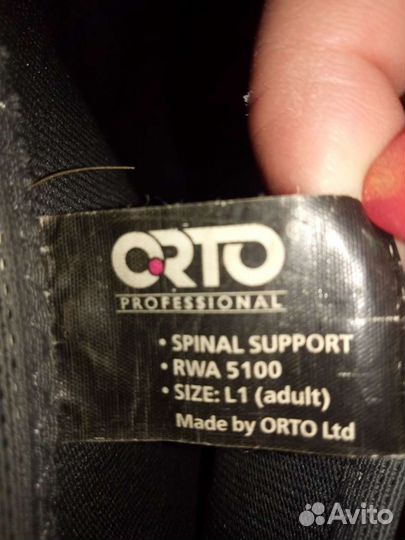 ORTO
PROFESSIONAL
• SPINAL SUPPORT
• RWA 5100
• SIZE: L1 (adult)
Made by ORTO Ltd
Avito